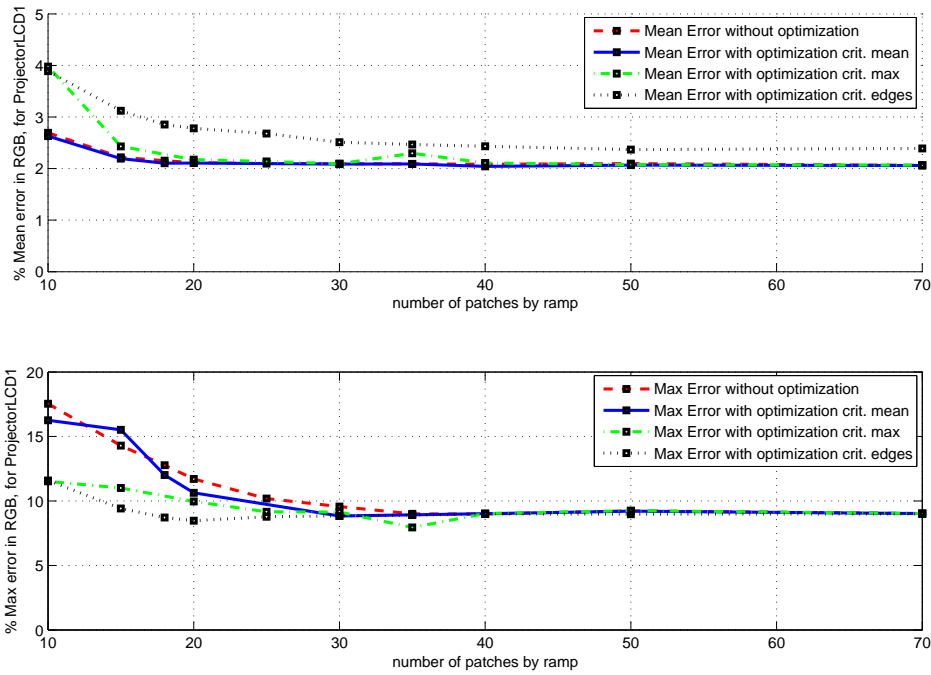 5
4
3
2
1
0
% Mean error in RGB, for ProjectorLCD1
Mean Error without optimization
Mean Error with optimization crit. mean
Mean Error with optimization crit. max
Mean Error with optimization crit. edges
10 20 30 40 50 60 70
number of patches by ramp
20
15
10
5
0
% Max error in RGB, for ProjectorLCD1
Max Error without optimization
Max Error with optimization crit. mean
Max Error with optimization crit. max
Max Error with optimization crit. edges
10 20 30 40 50 60 70
number of patches by ramp